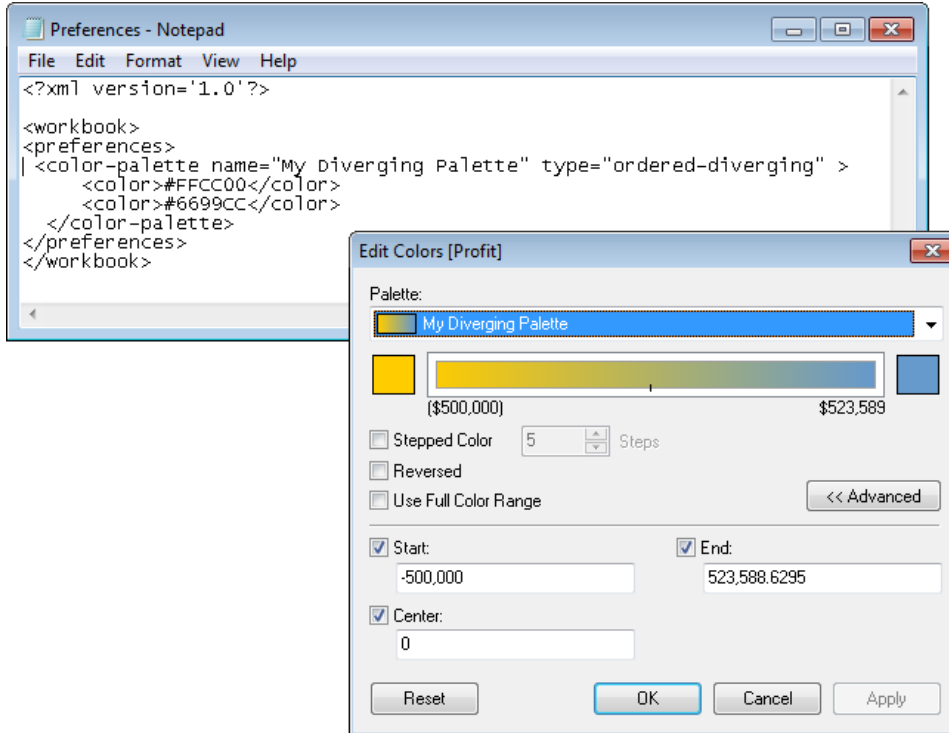 Preferences - Notepad
File Edit Format View Help
<?xml version='1.0'?>
<workbook>
<preferences>
<color-palette name="My Diverging Palette" type="ordered-diverging" >
<color>#FFCC00</color>
<color>#6699CC</color>
</color-palette>
</preferences>
</workbook>
Edit Colors [Profit]
Palette:
My Diverging Palette
($500,000) $523,589
Stepped Color 5 Steps
Reversed
Use Full Color Range << Advanced
Start: End:
-500,000 523,588.6295
Center:
0
Reset OK Cancel Apply